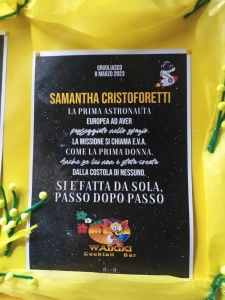 GRUGLIASCO
8 MARZO 2023
SAMANTHA CRISTOFORETTI
LA PRIMA ASTRONAUTA
EUROPEA AD AVER
passeggiato nello spazio.
LA MISSIONE SI CHIAMA E.V.A.
COME LA PRIMA DONNA.
Anche se lei non è stata creata
DALLA COSTOLA DI NESSUNO.
SI È FATTA DA SOLA,
PASSO DOPO PASSO
WAIKIKI
Cocktail Bar